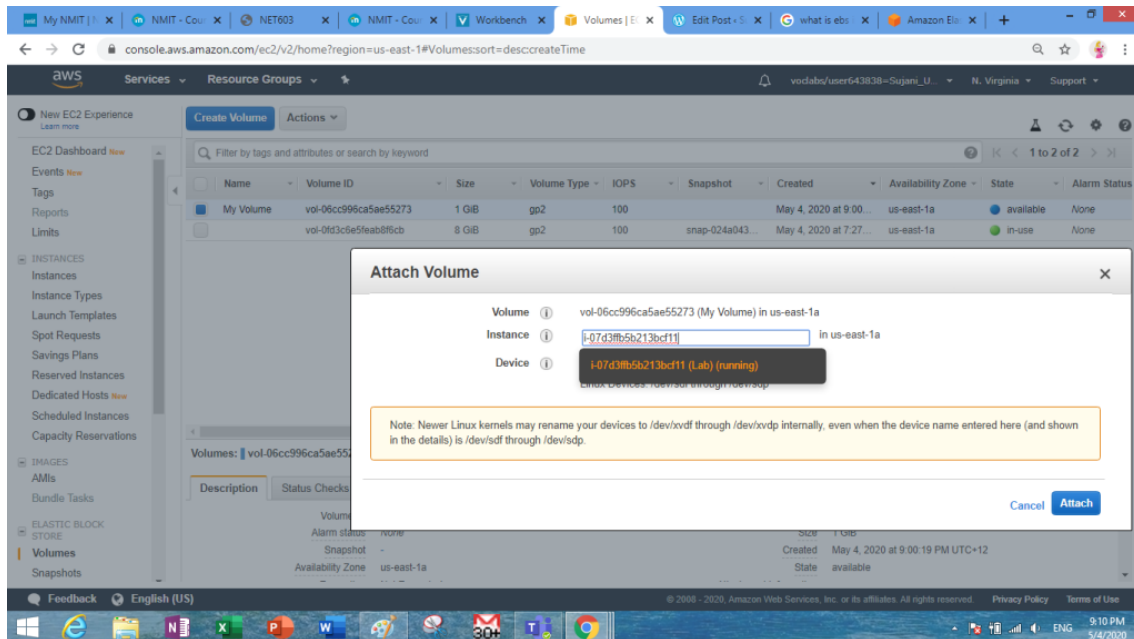 My NMIT | N
NMIT - Cour
NET603
NMIT - Cour
Workbench
Volumes | E
Edit Post ‹ S
what is ebs
Amazon Ela
console.aws.amazon.com/ec2/v2/home?region=us-east-1#Volumes:sort=desc:createTime
aws Services Resource Groups voclabs/user643838=Sujani_U... N. Virginia Support
New EC2 Experience
Learn more
EC2 Dashboard New
Events New
Tags
Reports
Limits
INSTANCES
Instances
Instance Types
Launch Templates
Spot Requests
Savings Plans
Reserved Instances
Dedicated Hosts New
Scheduled Instances
Capacity Reservations
IMAGES
AMIs
Bundle Tasks
ELASTIC BLOCK
STORE
Volumes
Snapshots
Create Volume Actions
Filter by tags and attributes or search by keyword 1 to 2 of 2
Name Volume ID Size Volume Type IOPS Snapshot Created Availability Zone State Alarm Status
My Volume vol-06cc996ca5ae55273 1 GiB gp2 100 May 4, 2020 at 9:00... us-east-1a available None
vol-0fd3c6e5feab8f6cb 8 GiB gp2 100 snap-024a043... May 4, 2020 at 7:27... us-east-1a in-use None
Attach Volume
Volume vol-06cc996ca5ae55273 (My Volume) in us-east-1a
Instance i-07d3ffb5b213bcf11 in us-east-1a
Device i-07d3ffb5b213bcf11 (Lab) (running)
Linux Devices: /dev/sdf through /dev/sdp
Note: Newer Linux kernels may rename your devices to /dev/xvdf through /dev/xvdp internally, even when the device name entered here (and shown
in the details) is /dev/sdf through /dev/sdp.
Cancel Attach
Volumes: vol-06cc996ca5ae552
Description Status Checks
Volume
Alarm status None
Snapshot -
Availability Zone us-east-1a
Size 1 GiB
Created May 4, 2020 at 9:00:19 PM UTC+12
State available
Feedback English (US) © 2008 - 2020, Amazon Web Services, Inc. or its affiliates. All rights reserved. Privacy Policy Terms of Use
30+
ENG
9:10 PM
5/4/2020